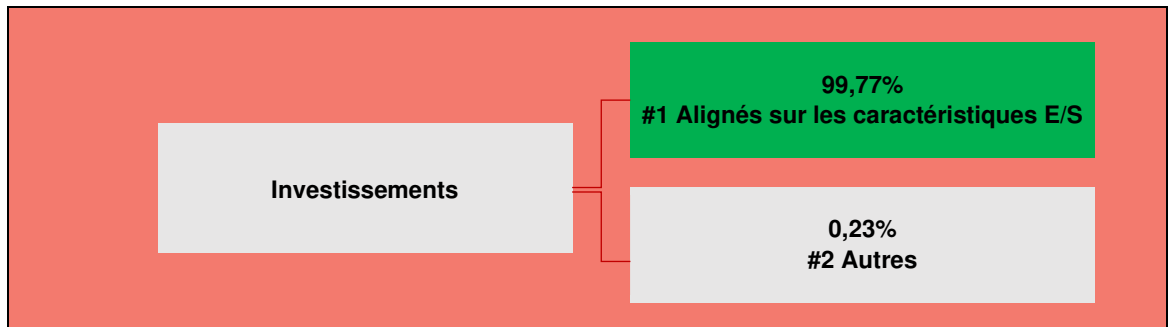 99,77%
#1 Alignés sur les caractéristiques E/S
Investissements
0,23%
#2 Autres